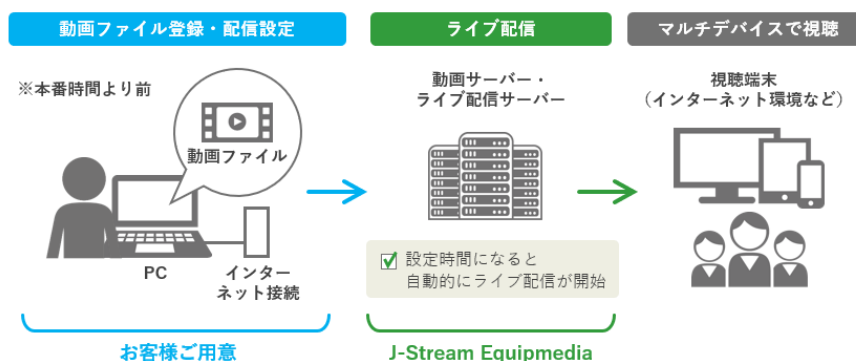 動画ファイル登録・配信設定
ライブ配信
マルチデバイスで視聴
※本番時間より前
動画ファイル
PC
インター
ネット接続
お客様ご用意
動画サーバー・
ライブ配信サーバー
設定時間になると
自動的にライブ配信が開始
J-Stream Equipmedia
視聴端末
（インターネット環境など）